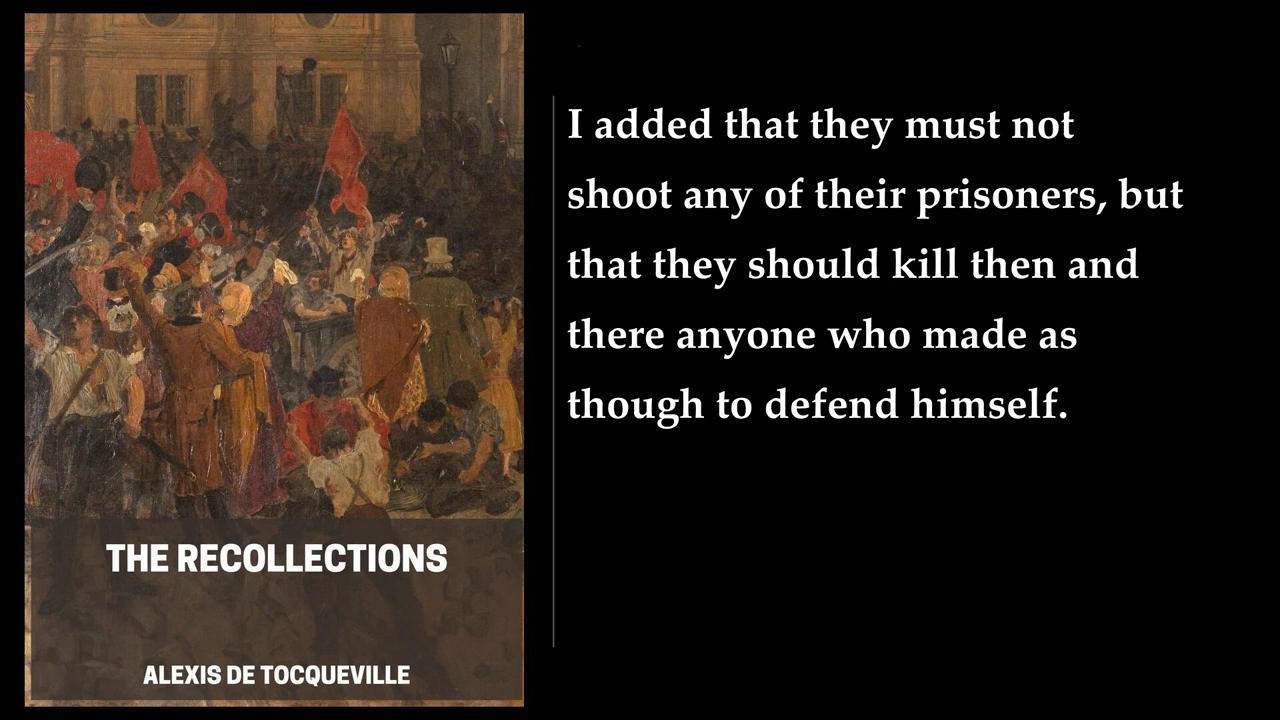 THE RECOLLECTIONS
ALEXIS DE TOCQUEVILLE
I added that they must not
shoot any of their prisoners, but
that they should kill then and
there anyone who made as
though to defend himself.